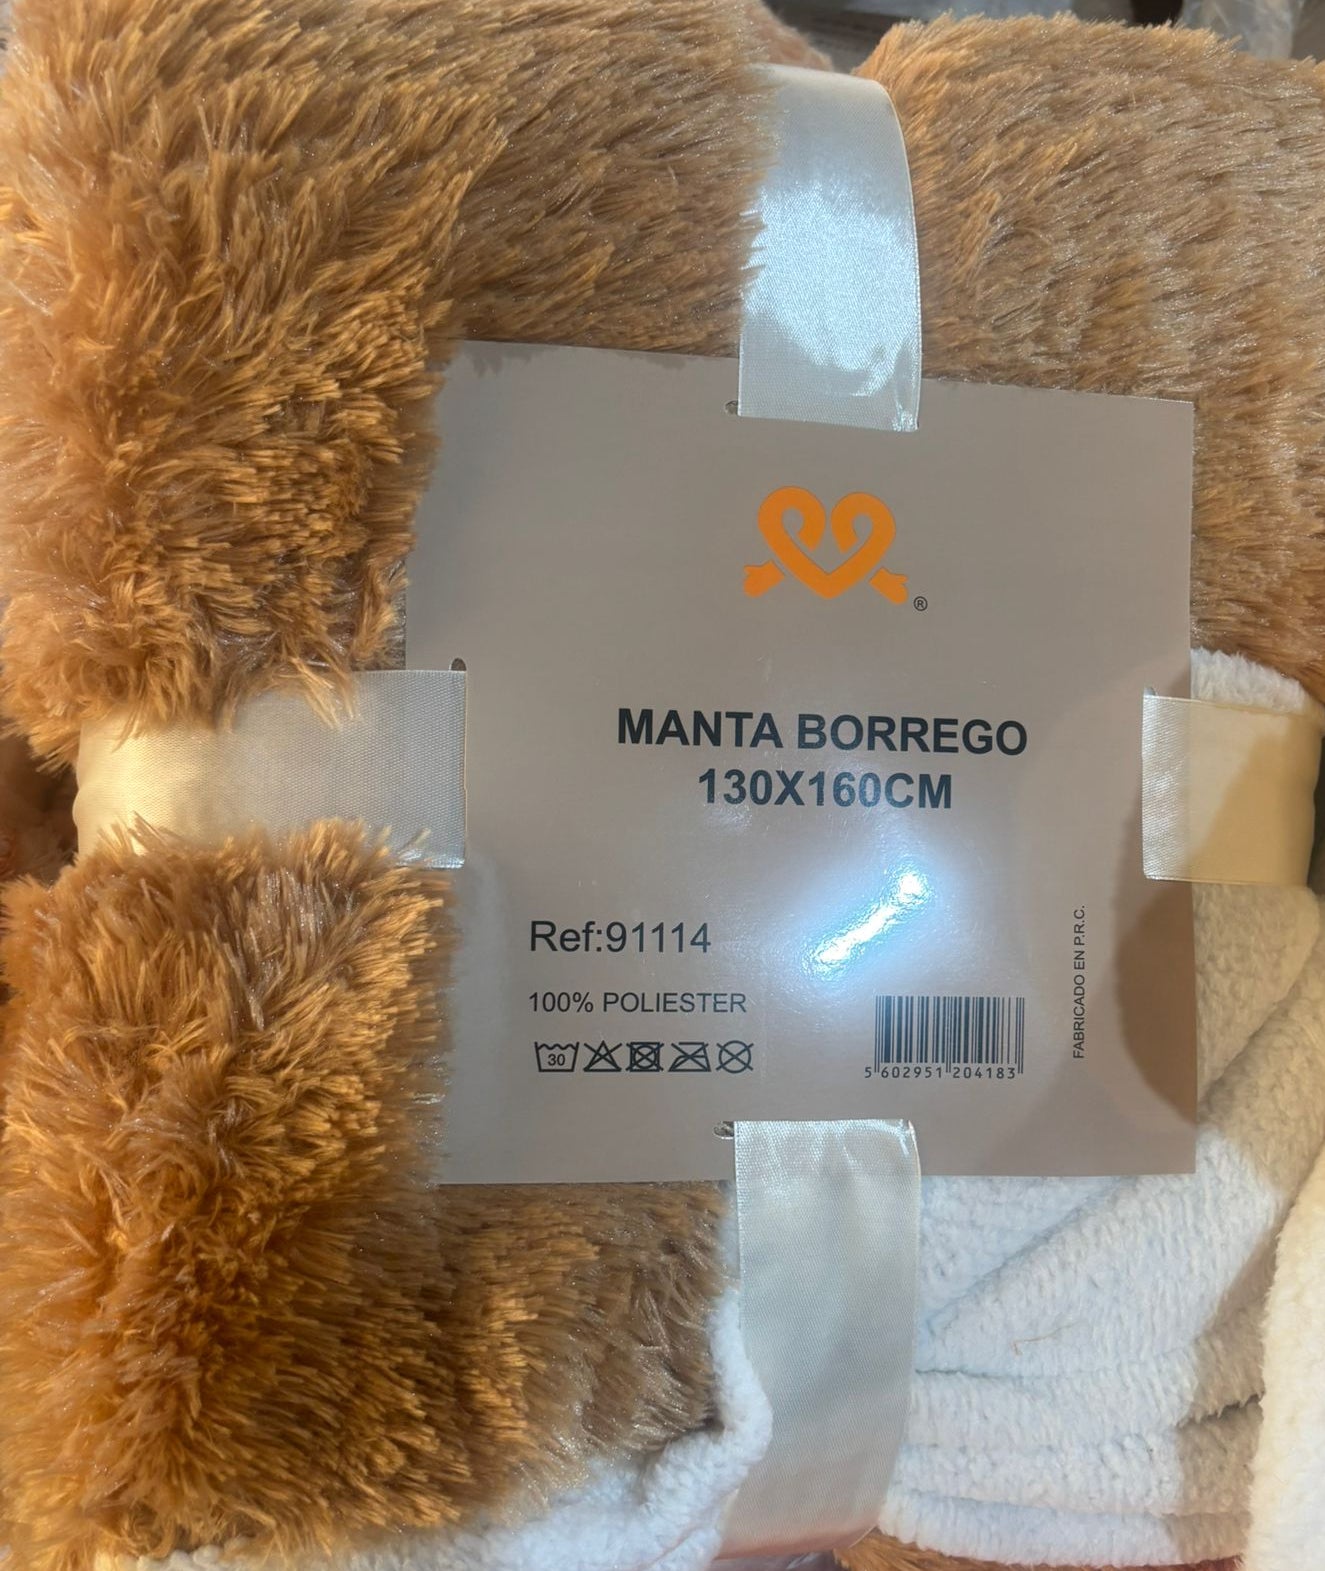 ®
MANTA BORREGO
130X160CM
Ref:91114
100% POLIESTER
30
5 602951 204183
FABRICADO EN P.R.C.